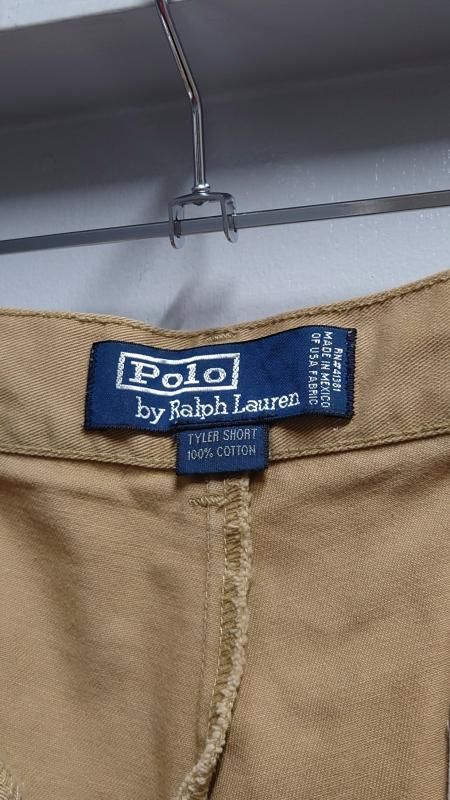 Polo
by Ralph Lauren
RN#41381
MADE IN MEXICO
OF USA FABRIC
TYLER SHORT
100% COTTON